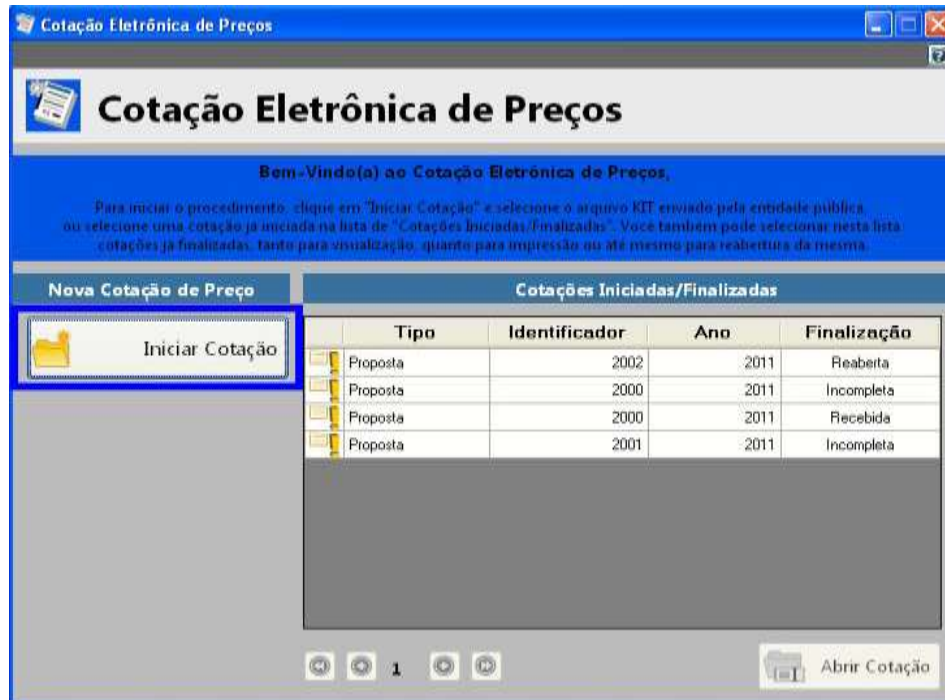 Cotação Eletrônica de Preços
Cotação Eletrônica de Preços
Bem-Vindo(a) ao Cotação Eletrônica de Preços,
Para iniciar o procedimento, clique em "Iniciar Cotação" e selecione o arquivo KIT enviado pela entidade pública,
ou selecione uma cotação já iniciada na lista de "Cotações Iniciadas/Finalizadas". Você também pode selecionar nesta lista
cotações já finalizadas, tanto para visualização, quanto para impressão ou até mesmo para reabertura da mesma.
Nova Cotação de Preço
Cotações Iniciadas/Finalizadas
Iniciar Cotação
Tipo Identificador Ano Finalização
Proposta 2002 2011 Reaberta
Proposta 2000 2011 Incompleta
Proposta 2000 2011 Recebida
Proposta 2001 2011 Incompleta
1
Abrir Cotação